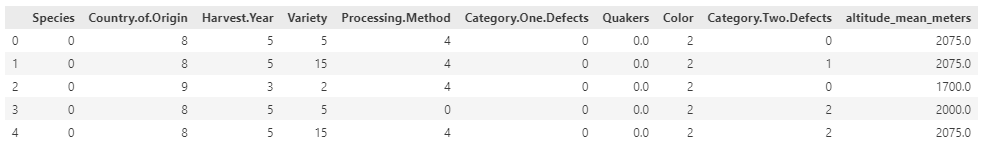 Species Country.of.Origin Harvest.Year Variety Processing.Method Category.One.Defects Quakers Color Category.Two.Defects altitude_mean_meters
0 0 8 5 5 4 0 0.0 2 0 2075.0
1 0 8 5 15 4 0 0.0 2 1 2075.0
2 0 9 3 2 4 0 0.0 2 0 1700.0
3 0 8 5 5 0 0 0.0 2 2 2000.0
4 0 8 5 15 4 0 0.0 2 2 2075.0